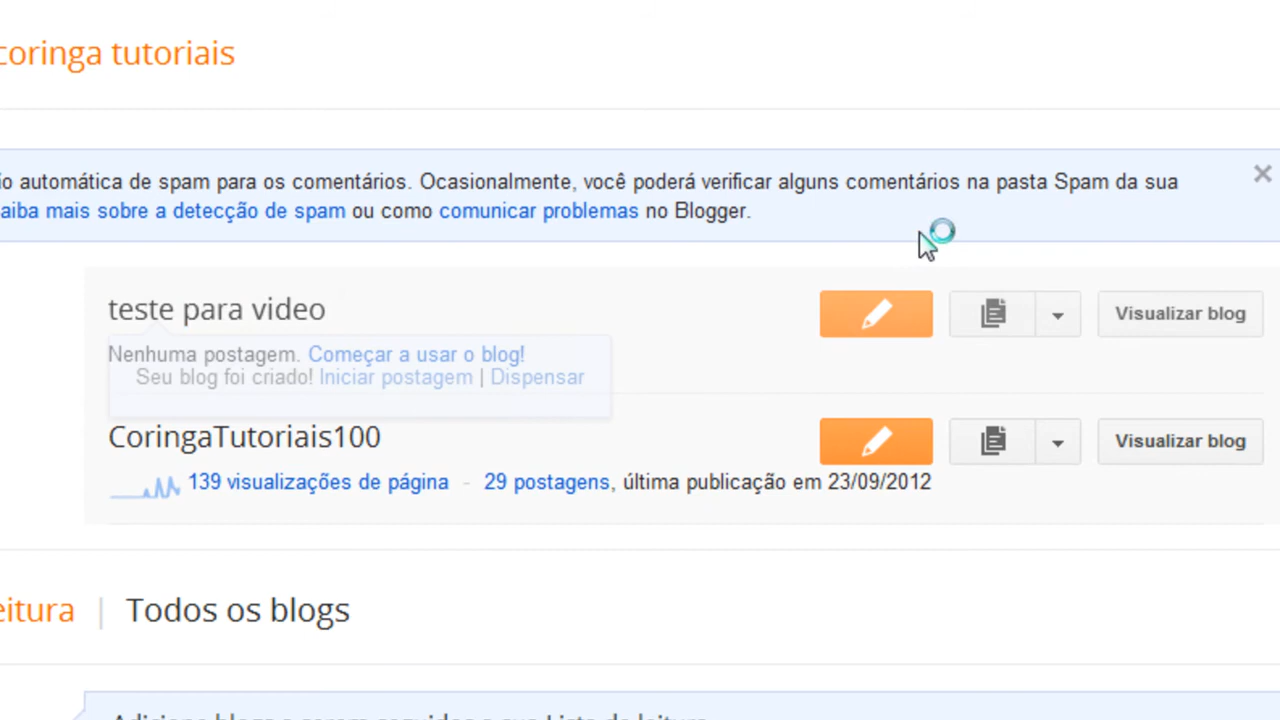 coringa tutoriais
automática de spam para os comentários. Ocasionalmente, você poderá verificar alguns comentários na pasta Spam da sua
aiba mais sobre a detecção de spam ou como comunicar problemas no Blogger.
teste para video
Visualizar blog
Nenhuma postagem. Começar a usar o blog!
Seu blog foi criado! Iniciar postagem | Dispensar
CoringaTutoriais100
Visualizar blog
139 visualizações de página - 29 postagens, última publicação em 23/09/2012
eitura | Todos os blogs